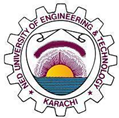 NED UNIVERSITY OF ENGINEERING & TECHNOLOGY
KARACHI